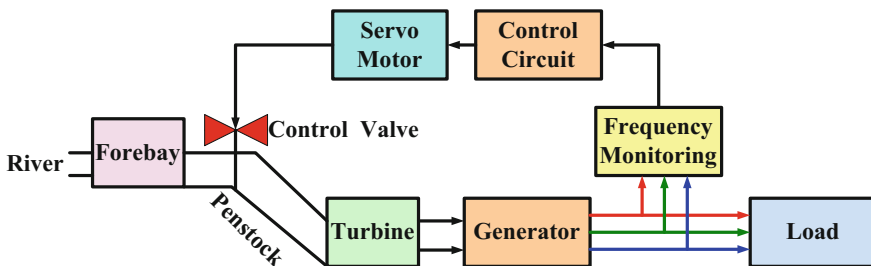 Servo
Motor
Control
Circuit
Control Valve
Frequency
Monitoring
River
Forebay
Penstock
Turbine
Generator
Load